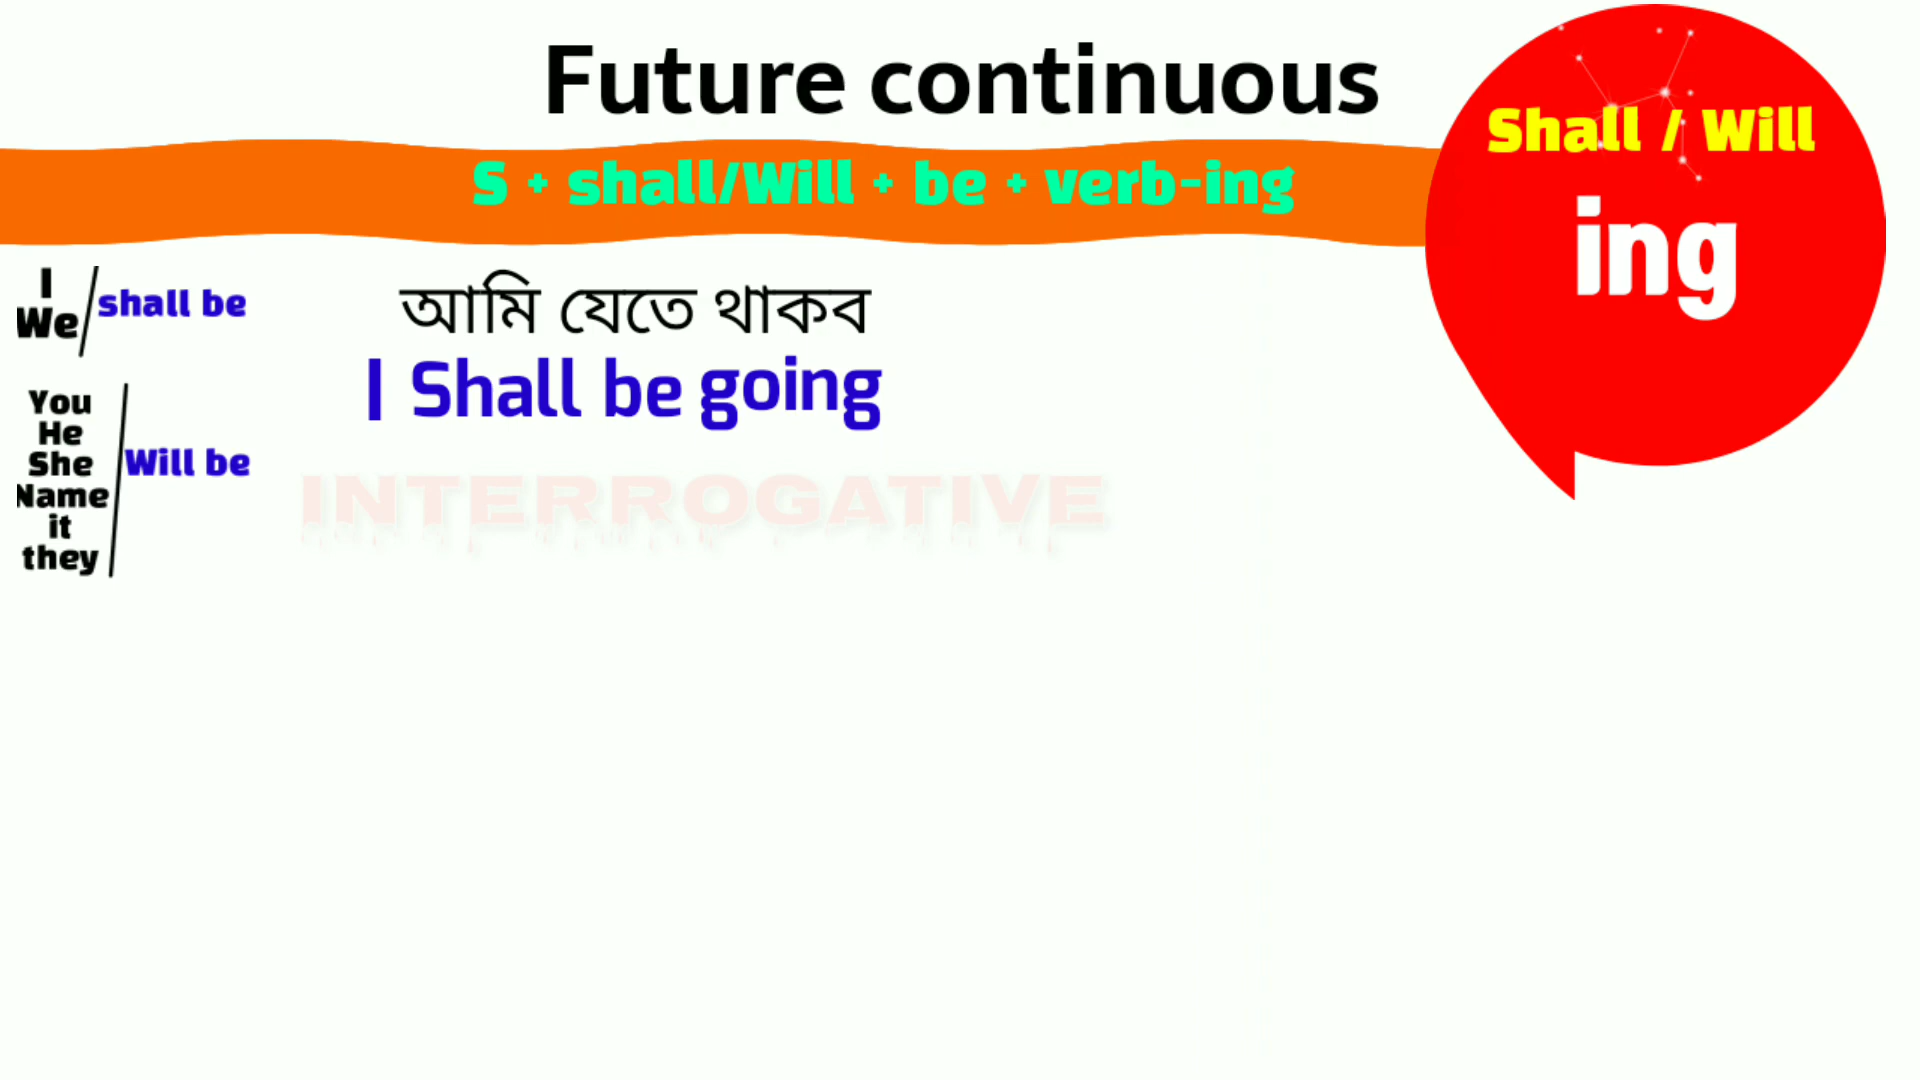 Future continuous
S + shall/Will + be + verb-ing
Shall / Will
ing
I
We
shall be
আমি যেতে থাকব
I Shall be going
You
He
She
Name
it
they
Will be
INTERROGATIVE